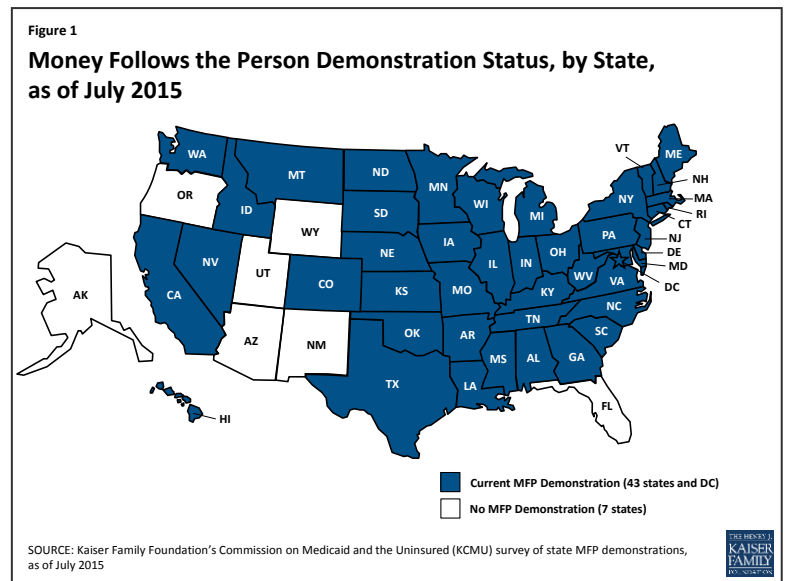 Figure 1
Money Follows the Person Demonstration Status, by State,
as of July 2015
WA
MT
ND
MN
VT
ME
NH
OR
ID
SD
WI
MI
NY
MA
RI
CT
WY
IA
PA
NJ
NE
OH
DE
MD
NV
UT
IL
IN
WV
VA
DC
CA
CO
KS
MO
KY
NC
AK
TN
AZ
NM
OK
AR
SC
MS
AL
GA
TX
LA
FL
HI
Current MFP Demonstration (43 states and DC)
No MFP Demonstration (7 states)
SOURCE: Kaiser Family Foundation’s Commission on Medicaid and the Uninsured (KCMU) survey of state MFP demonstrations,
as of July 2015
THE HENRY J.
KAISER
FAMILY
FOUNDATION